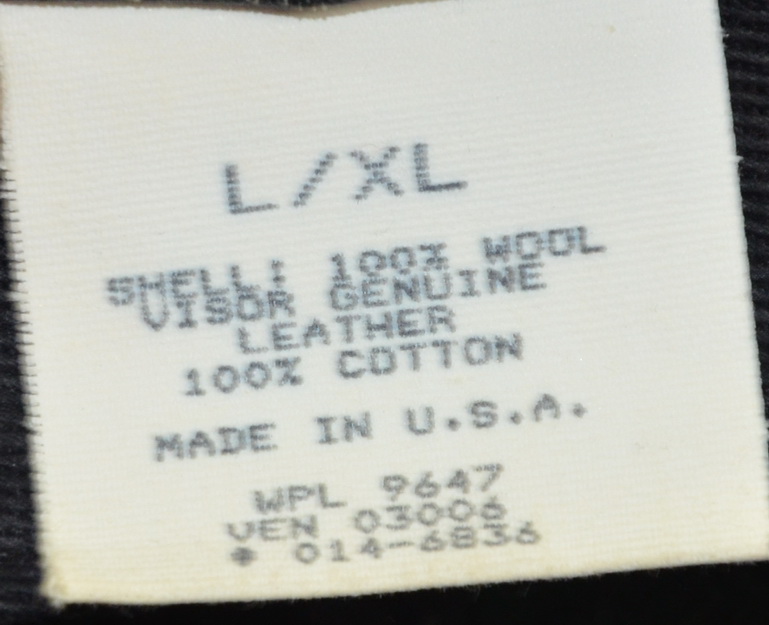 L/XL
SHELL: 100% WOOL
VISOR GENUINE
LEATHER
100% COTTON
MADE IN U.S.A.
WPL 9647
VEN 03006
# 014-6836